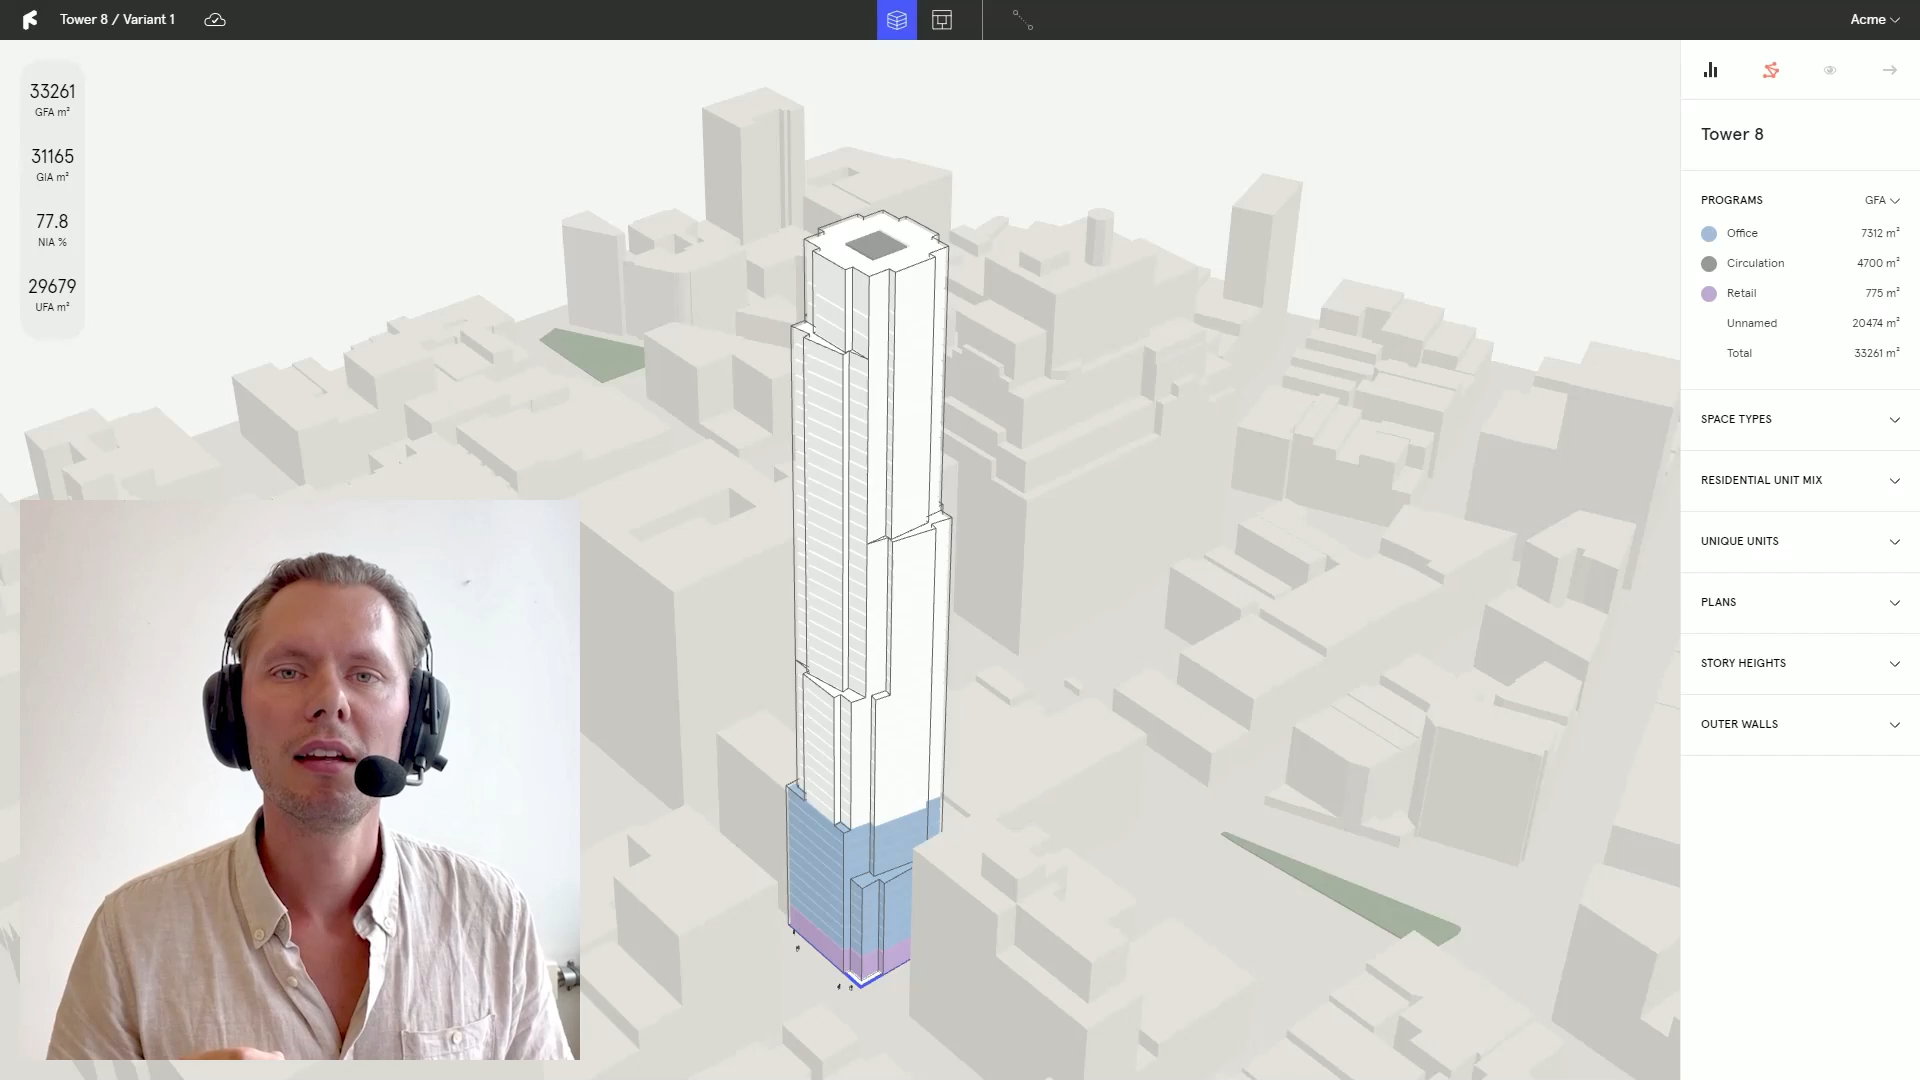 Tower 8 / Variant 1
Acme
33261
GFA m²
31165
GIA m²
77.8
NIA %
29679
UFA m²
Tower 8
PROGRAMS GFA
Office 7312 m²
Circulation 4700 m²
Retail 775 m²
Unnamed 20474 m²
Total 33261 m²
SPACE TYPES
RESIDENTIAL UNIT MIX
UNIQUE UNITS
PLANS
STORY HEIGHTS
OUTER WALLS